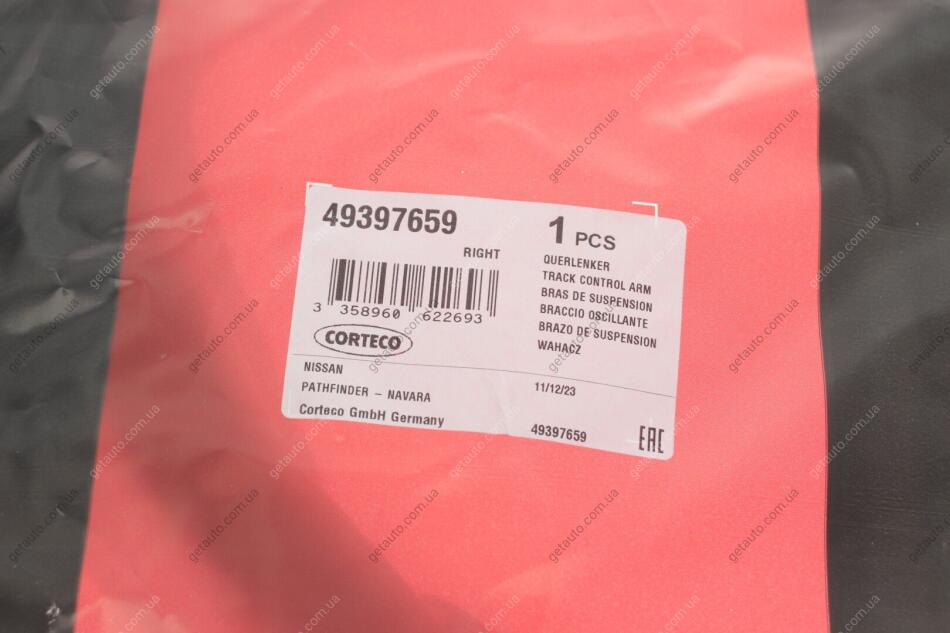 49397659
RIGHT
1 PCS
QUERLENKER
TRACK CONTROL ARM
BRAS DE SUSPENSION
BRACCIO OSCILLANTE
BRAZO DE SUSPENSION
WAHACZ
3 358960 622693
CORTECO
NISSAN
PATHFINDER - NAVARA
11/12/23
Corteco GmbH Germany
49397659
EAC
getauto.com.ua